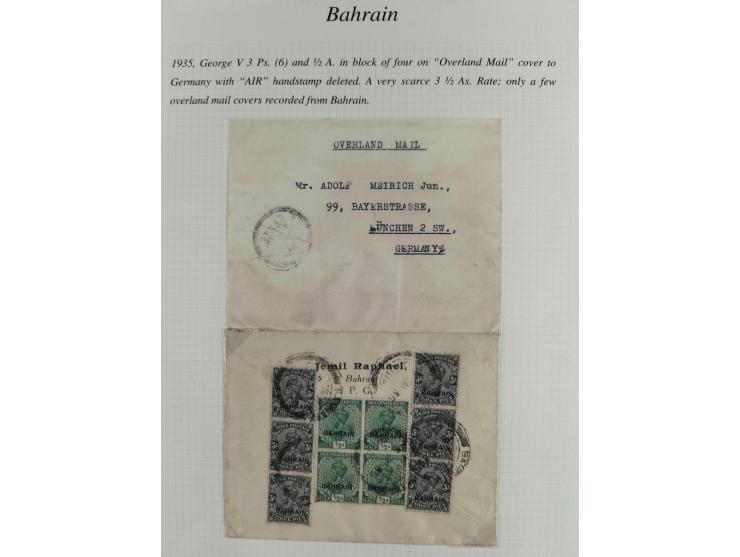 Bahrain
1935, George V 3 Ps. (6) and ½ A. in block of four on “Overland Mail” cover to
Germany with “AIR” handstamp deleted. A very scarce 3 ½ As. Rate; only a few
overland mail covers recorded from Bahrain.
OVERLAND MAIL
Mr. ADOLF MEIRICH Jun.,
99, BAYERSTRASSE,
MÜNCHEN 2 SW.,
GERMANY
Jemil Raphael,
Bahrain
P. G.
BAHRAIN
BAHRAIN
BAHRAIN
BAHRAIN
BAHRAIN
BAHRAIN
BAHRAIN
BAHRAIN
BAHRAIN
BAHRAIN